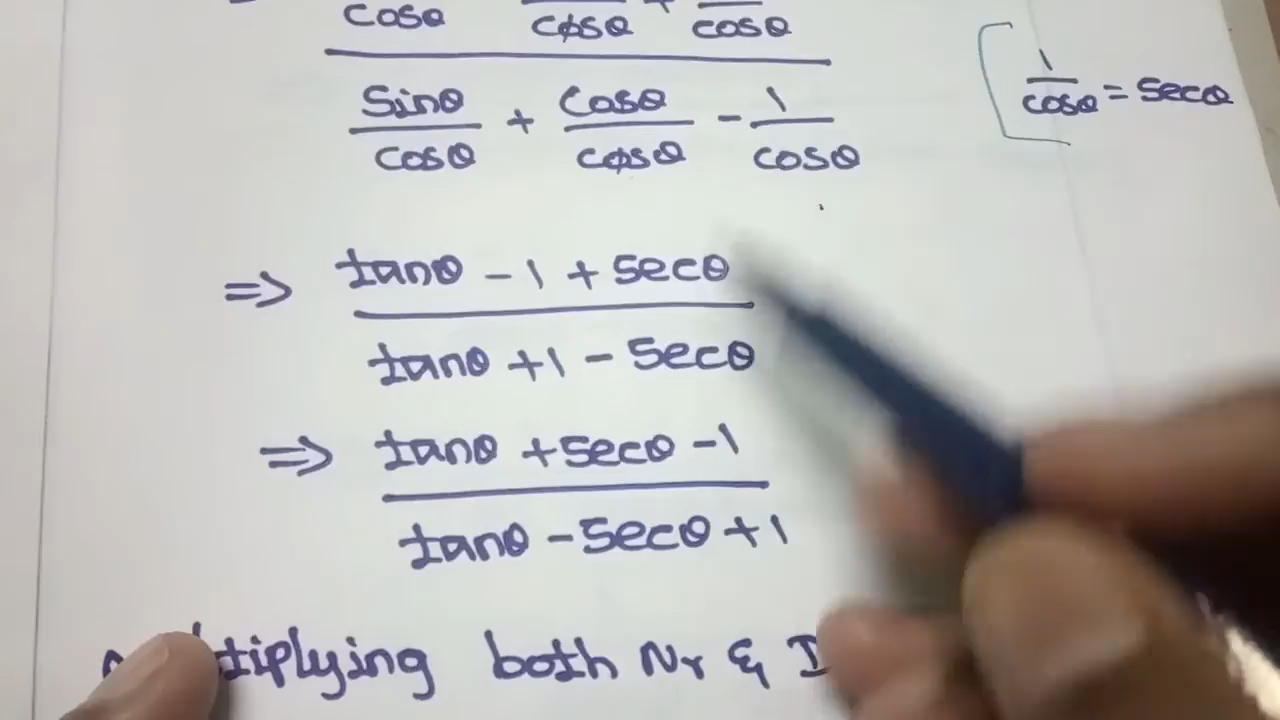 cosθ cosθ + cosθ
sinθ/cosθ + cosθ/cosθ - 1/cosθ
1/cosθ = secθ
=> tanθ - 1 + secθ
tanθ + 1 - secθ
=> tanθ + secθ - 1
tanθ - secθ + 1
both Nr &